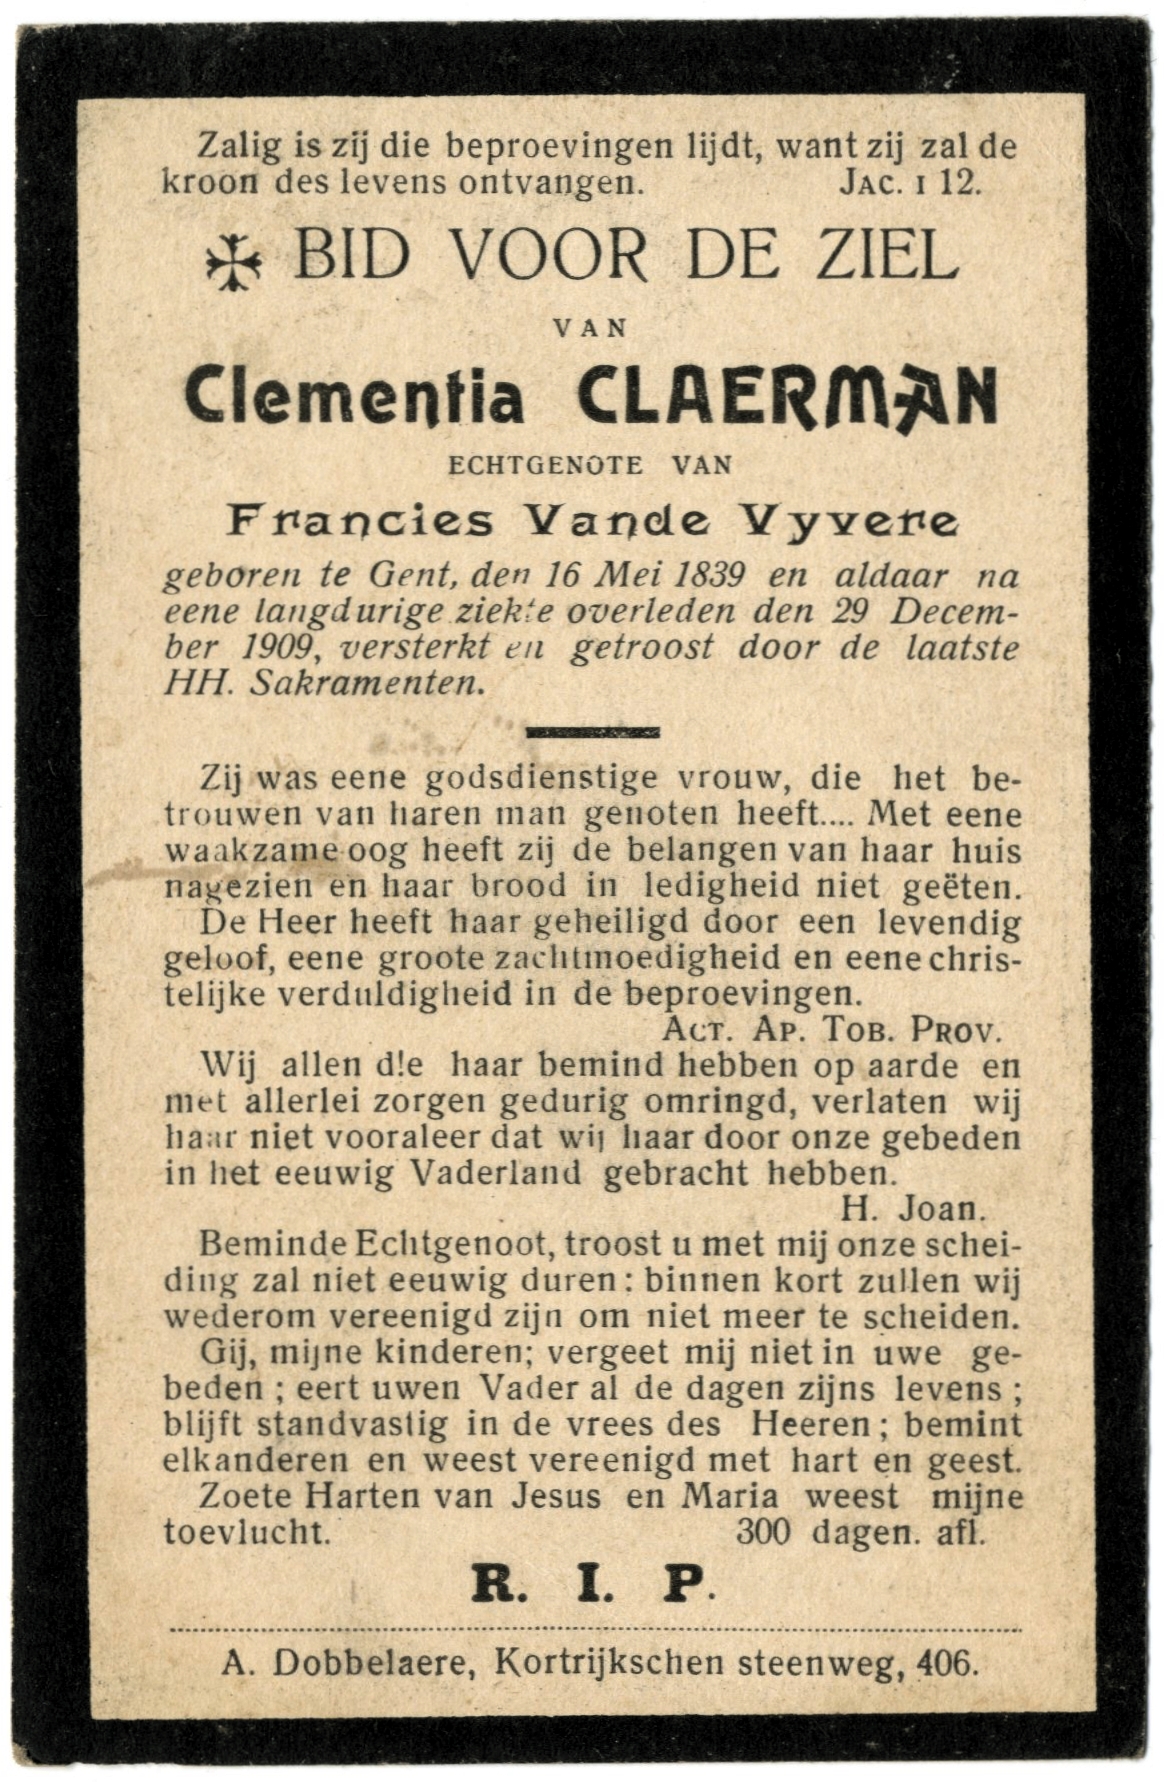 Zalig is zij die beproevingen lijdt, want zij zal de
kroon des levens ontvangen. JAC. I 12.
BID VOOR DE ZIEL
VAN
Clementia CLAERMAN
ECHTGENOTE VAN
Francies Vande Vyvere
geboren te Gent, den 16 Mei 1839 en aldaar na
eene langdurige ziekte overleden den 29 Decem-
ber 1909, versterkt en getroost door de laatste
HH. Sakramenten.
Zij was eene godsdienstige vrouw, die het be-
trouwen van haren man genoten heeft.... Met eene
waakzame oog heeft zij de belangen van haar huis
nagezien en haar brood in ledigheid niet geëten.
De Heer heeft haar geheiligd door een levendig
geloof, eene groote zachtmoedigheid en eene chris-
telijke verduldigheid in de beproevingen.
ACT. AP. TOB. PROV.
Wij allen die haar bemind hebben op aarde en
met allerlei zorgen gedurig omringd, verlaten wij
haar niet vooraleer dat wij haar door onze gebeden
in het eeuwig Vaderland gebracht hebben.
H. Joan.
Beminde Echtgenoot, troost u met mij onze schei-
ding zal niet eeuwig duren : binnen kort zullen wij
wederom vereenigd zijn om niet meer te scheiden.
Gij, mijne kinderen; vergeet mij niet in uwe ge-
beden ; eert uwen Vader al de dagen zijns levens ;
blijft standvastig in de vrees des Heeren ; bemint
elkanderen en weest vereenigd met hart en geest.
Zoete Harten van Jesus en Maria weest mijne
toevlucht. 300 dagen. afl.
R. I. P.
A. Dobbelaere, Kortrijkschen steenweg, 406.